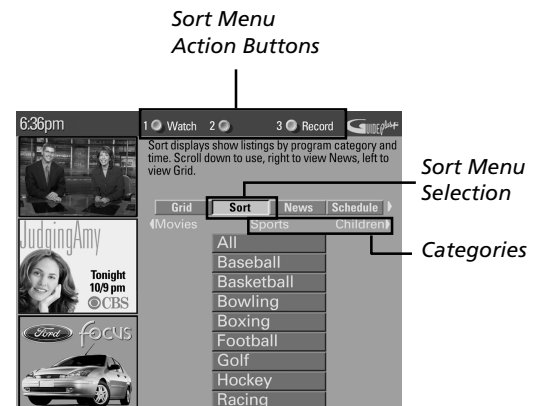 Sort Menu
Action Buttons
6:36pm
1 Watch 2 3 Record
GUIDE Plus+
Sort displays show listings by program category and
time. Scroll down to use, right to view News, left to
view Grid.
Sort Menu
Selection
Grid Sort News Schedule
Movies Sports Children
Categories
JudgingAmy
Tonight
10/9 pm
CBS
Ford focus
All
Baseball
Basketball
Bowling
Boxing
Football
Golf
Hockey
Racing